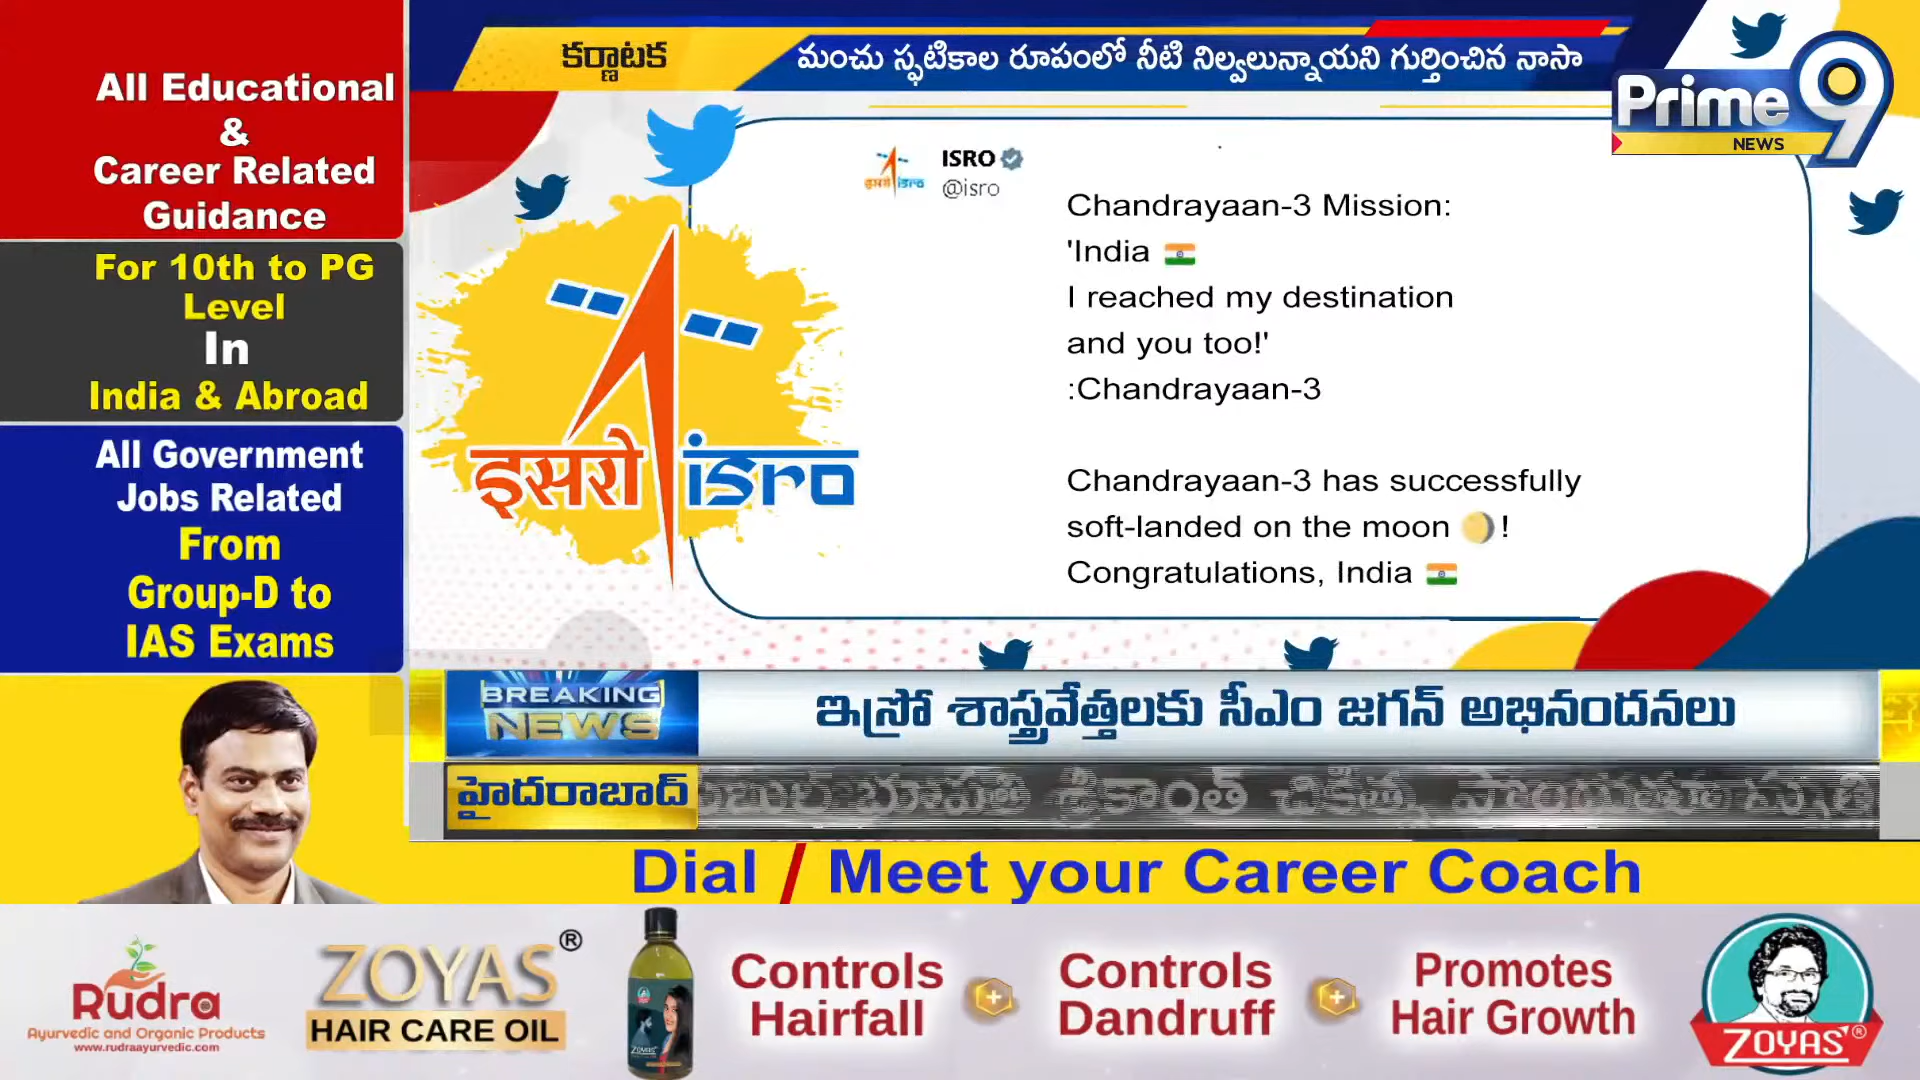 All Educational
&
Career Related
Guidance
For 10th to PG
Level
In
India & Abroad
All Government
Jobs Related
From
Group-D to
IAS Exams
కర్ణాటక
మంచు స్ఫటికాల రూపంలో నీటి నిల్వలున్నాయని గుర్తించిన నాసా
Prime 9
NEWS
इसरो isro
ISRO
@isro
Chandrayaan-3 Mission:
'India 🇮🇳
I reached my destination
and you too!'
:Chandrayaan-3
Chandrayaan-3 has successfully
soft-landed on the moon 🌖!
Congratulations, India 🇮🇳
BREAKING
NEWS
ఇస్రో శాస్త్రవేత్తలకు సీఎం జగన్ అభినందనలు
హైదరాబాద్
శ్రీకాంత్ చికిత్స
Dial / Meet your Career Coach
Rudra
Ayurvedic and Organic Products
www.rudraayurvedic.com
ZOYAS®
HAIR CARE OIL
Controls
Hairfall
Controls
Dandruff
Promotes
Hair Growth
ZOYAS®